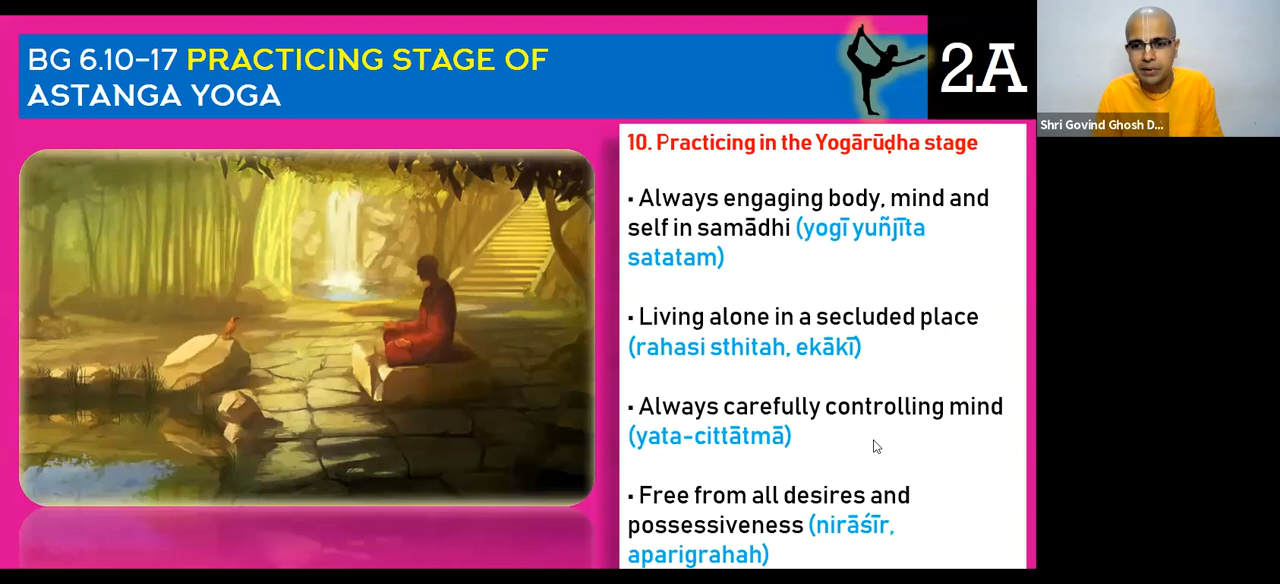 BG 6.10-17 PRACTICING STAGE OF
ASTANGA YOGA
2A
Shri Govind Ghosh D...
10. Practicing in the Yogārūḍha stage
▪ Always engaging body, mind and
self in samādhi (yogī yuñjīta
satatam)
▪ Living alone in a secluded place
(rahasi sthitah, ekākī)
▪ Always carefully controlling mind
(yata-cittātmā)
▪ Free from all desires and
possessiveness (nirāśīr,
aparigrahah)